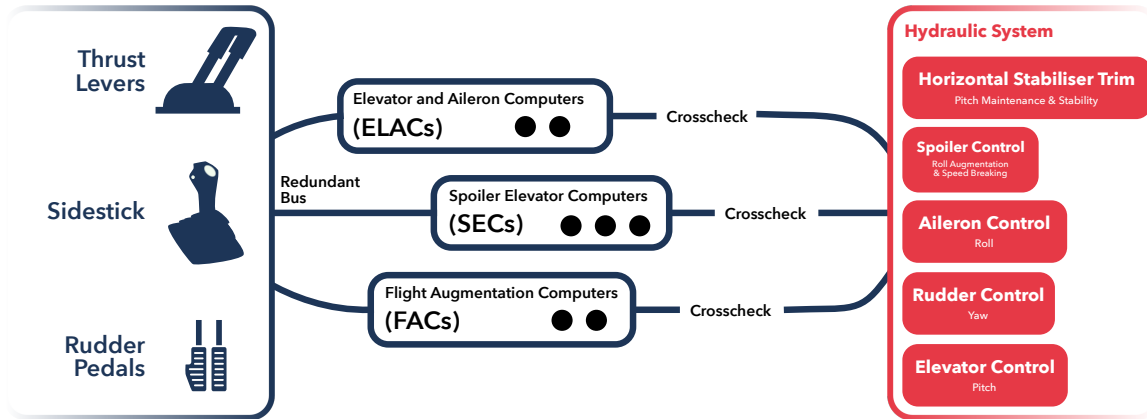 Thrust
Levers
Sidestick
Rudder
Pedals
Redundant
Bus
Elevator and Aileron Computers
(ELACs)
Crosscheck
Spoiler Elevator Computers
(SECs)
Crosscheck
Flight Augmentation Computers
(FACs)
Crosscheck
Hydraulic System
Horizontal Stabiliser Trim
Pitch Maintenance & Stability
Spoiler Control
Roll Augmentation
& Speed Breaking
Aileron Control
Roll
Rudder Control
Yaw
Elevator Control
Pitch